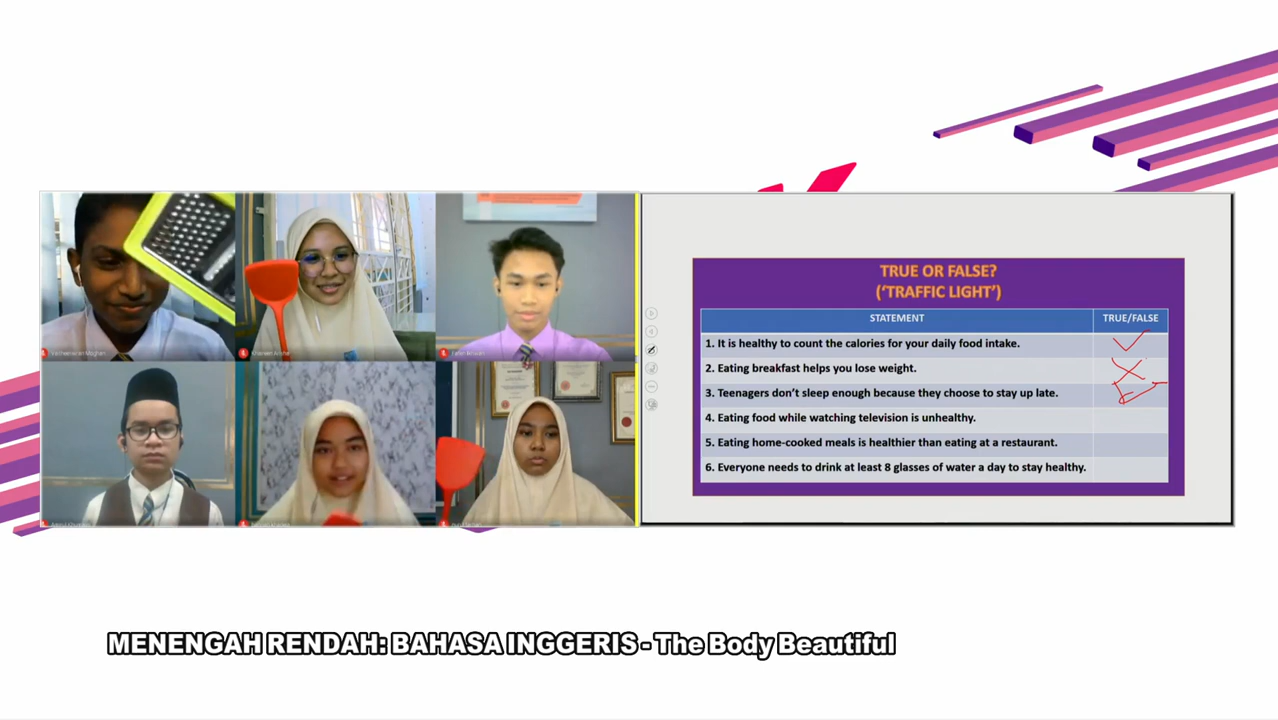 TRUE OR FALSE?
('TRAFFIC LIGHT')
STATEMENT TRUE/FALSE
1. It is healthy to count the calories for your daily food intake.
2. Eating breakfast helps you lose weight.
3. Teenagers don't sleep enough because they choose to stay up late.
4. Eating food while watching television is unhealthy.
5. Eating home-cooked meals is healthier than eating at a restaurant.
6. Everyone needs to drink at least 8 glasses of water a day to stay healthy.
MENENGAH RENDAH: BAHASA INGGERIS - The Body Beautiful